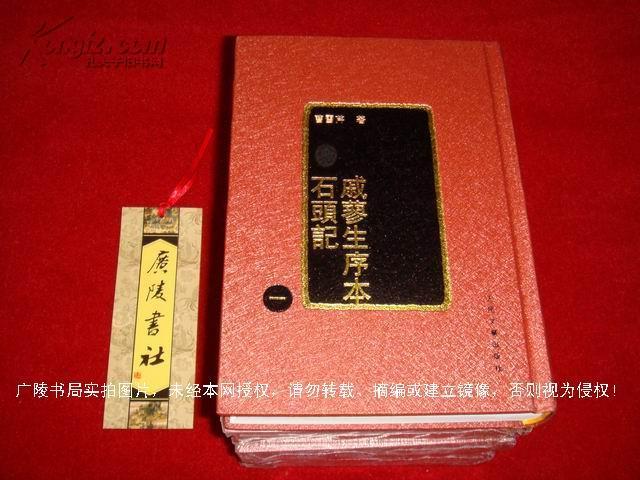 Kongfz.com
孔夫子旧书网
曹雪芹 著
戚蓼生序本
石頭記
一
廣陵書社
广陵书局实拍图片，未经本网授权，请勿转载、摘编或建立镜像，否则视为侵权！